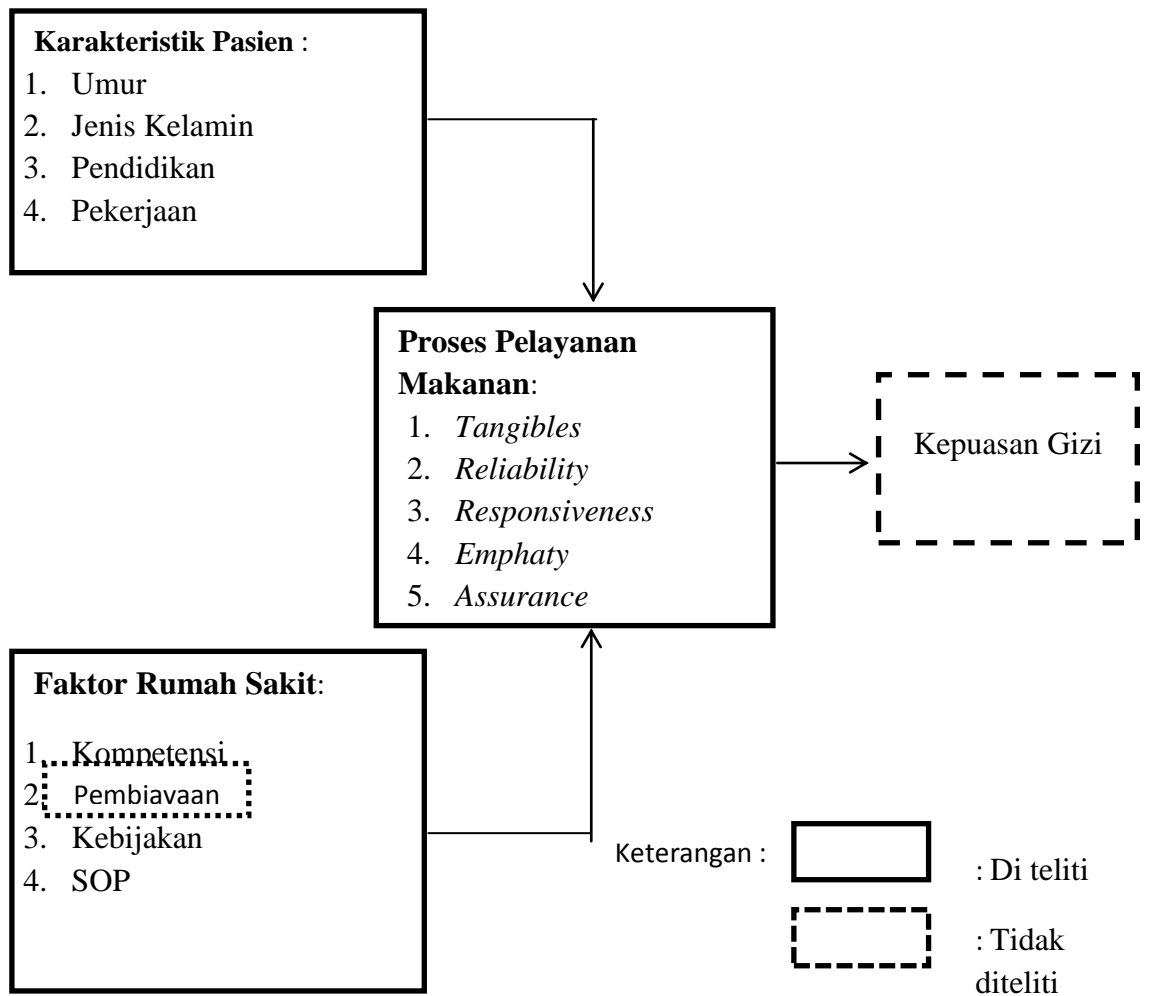 Karakteristik Pasien :
1. Umur
2. Jenis Kelamin
3. Pendidikan
4. Pekerjaan
Proses Pelayanan
Makanan:
1. Tangibles
2. Reliability
3. Responsiveness
4. Emphaty
5. Assurance
Kepuasan Gizi
Faktor Rumah Sakit:
1. Kompetensi
2. Pembiayaan
3. Kebijakan
4. SOP
Keterangan :
: Di teliti
: Tidak
diteliti